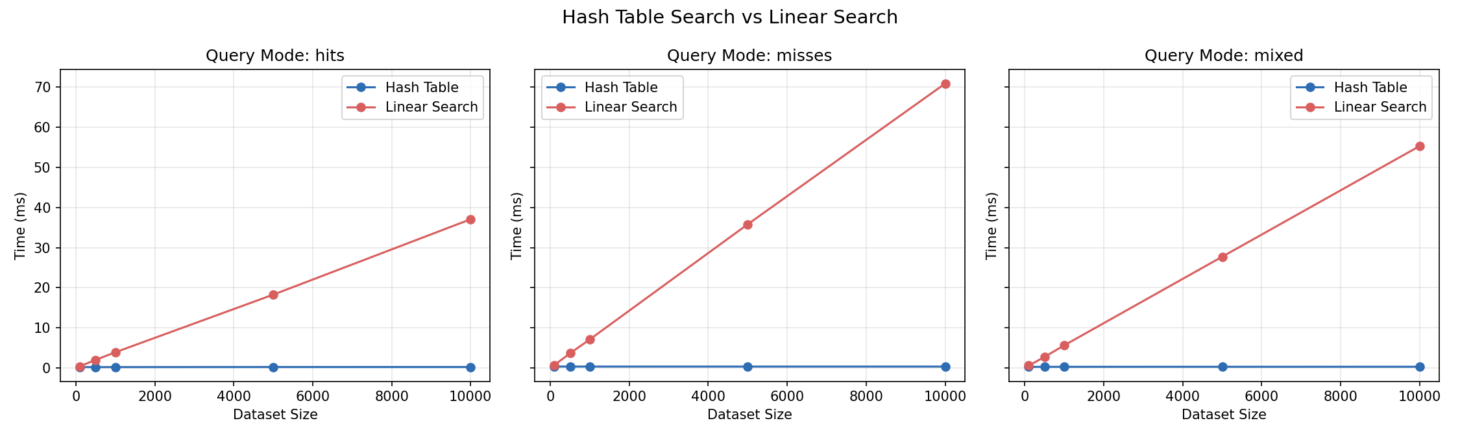 Hash Table Search vs Linear Search
Query Mode: hits
Time (ms)
70
60
50
40
30
20
10
0
Hash Table
Linear Search
0 2000 4000 6000 8000 10000
Dataset Size
Query Mode: misses
Time (ms)
Hash Table
Linear Search
0 2000 4000 6000 8000 10000
Dataset Size
Query Mode: mixed
Time (ms)
Hash Table
Linear Search
0 2000 4000 6000 8000 10000
Dataset Size